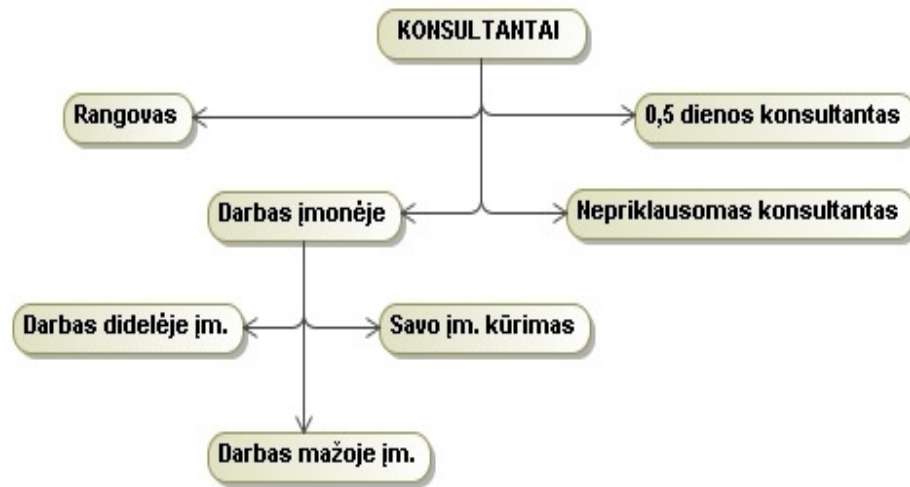 KONSULTANTAI
Rangovas
0,5 dienos konsultantas
Darbas įmonėje
Nepriklausomas konsultantas
Darbas didelėje įm.
Savo įm. kūrimas
Darbas mažoje įm.